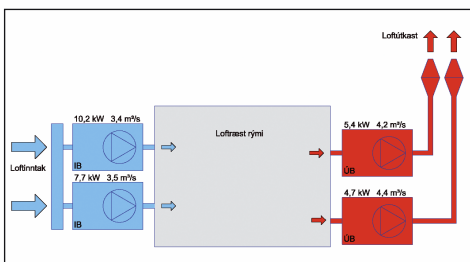 Loftútkast
10,2 kW 3,4 m³/s
Loftræst rými
5,4 kW 4,2 m³/s
Loftinntak
IB
7,7 kW 3,5 m³/s
ÚB
4,7 kW 4,4 m³/s
IB
ÚB